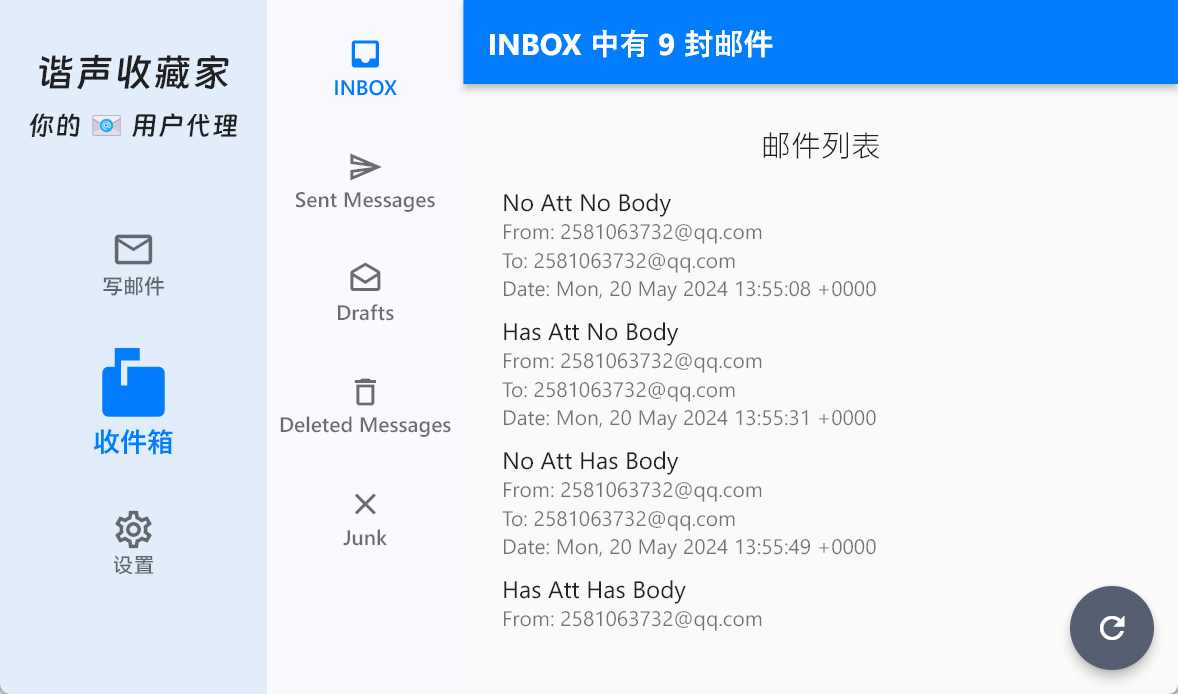 谐声收藏家
你的 📧 用户代理
写邮件
收件箱
设置
INBOX
Sent Messages
Drafts
Deleted Messages
Junk
INBOX 中有 9 封邮件
邮件列表
No Att No Body
From: 2581063732@qq.com
To: 2581063732@qq.com
Date: Mon, 20 May 2024 13:55:08 +0000
Has Att No Body
From: 2581063732@qq.com
To: 2581063732@qq.com
Date: Mon, 20 May 2024 13:55:31 +0000
No Att Has Body
From: 2581063732@qq.com
To: 2581063732@qq.com
Date: Mon, 20 May 2024 13:55:49 +0000
Has Att Has Body
From: 2581063732@qq.com